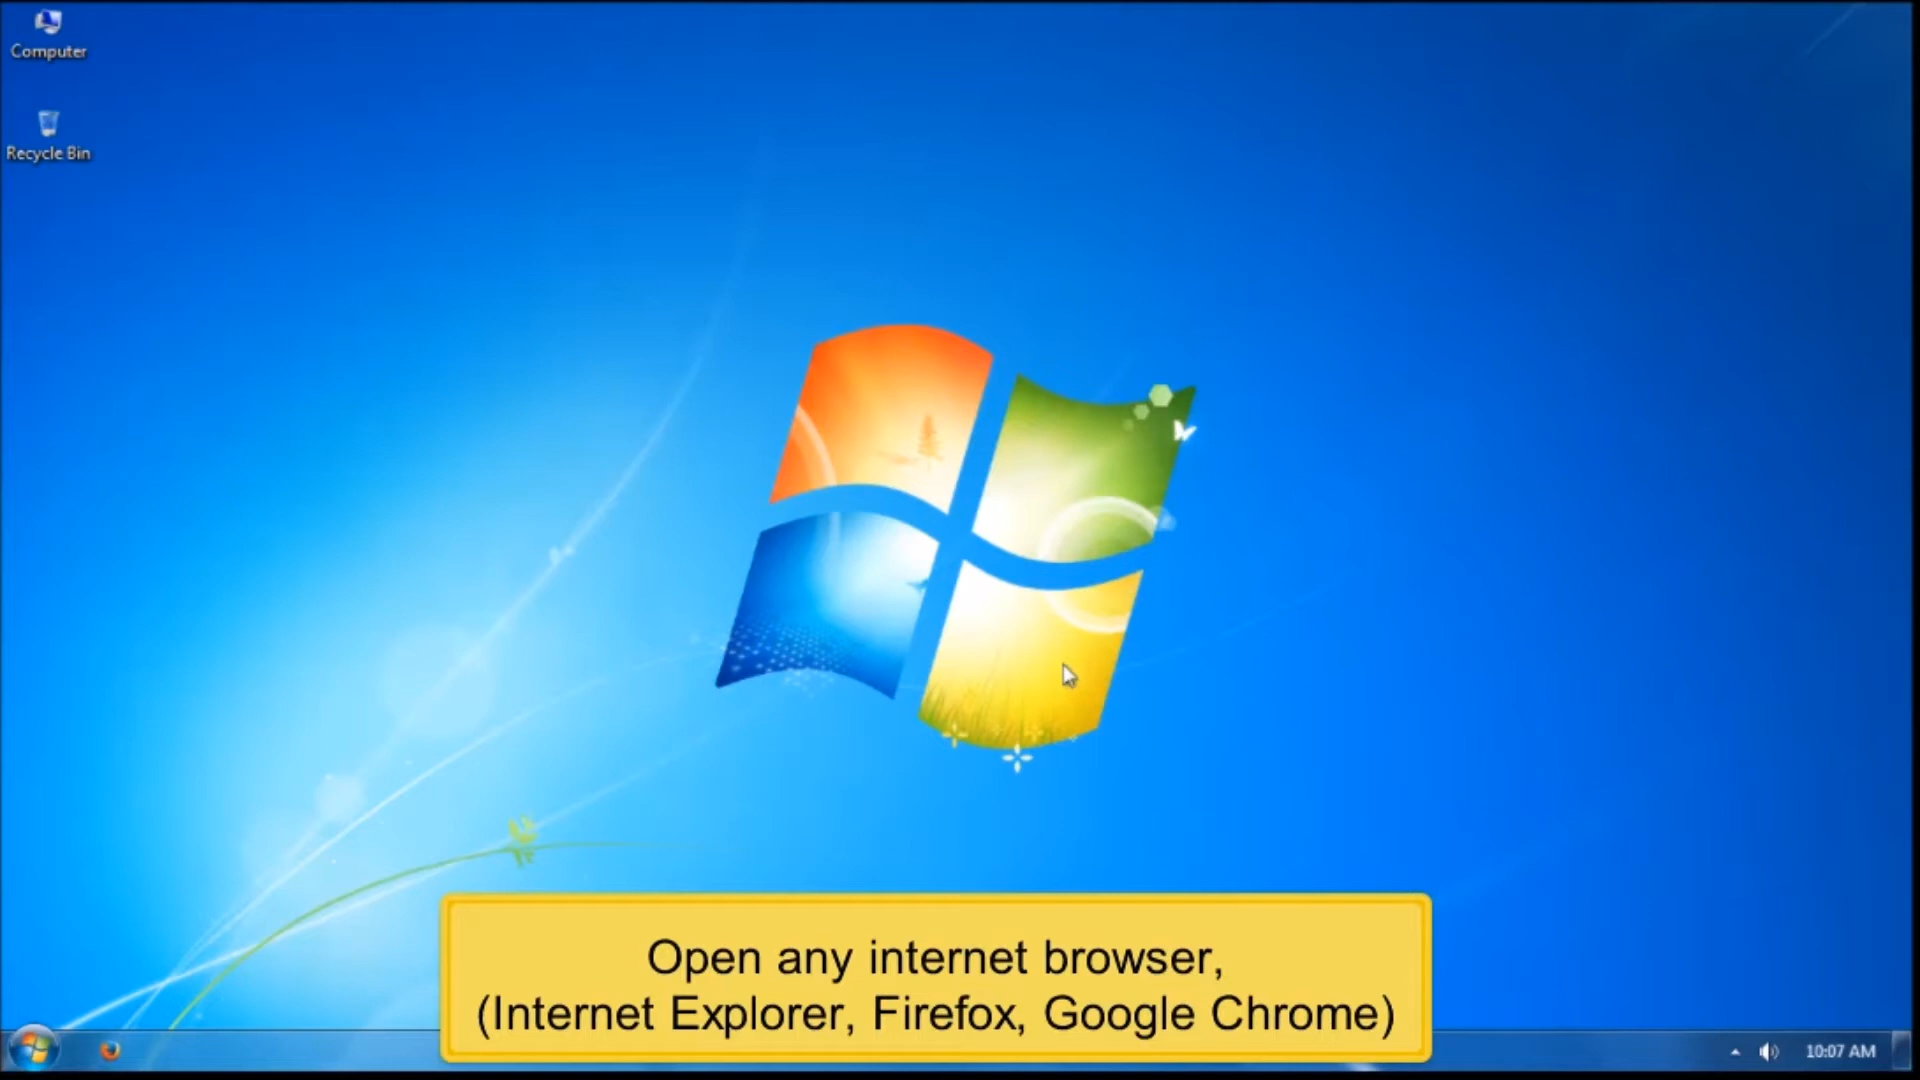 Computer
Recycle Bin
Open any internet browser,
(Internet Explorer, Firefox, Google Chrome)
10:07 AM